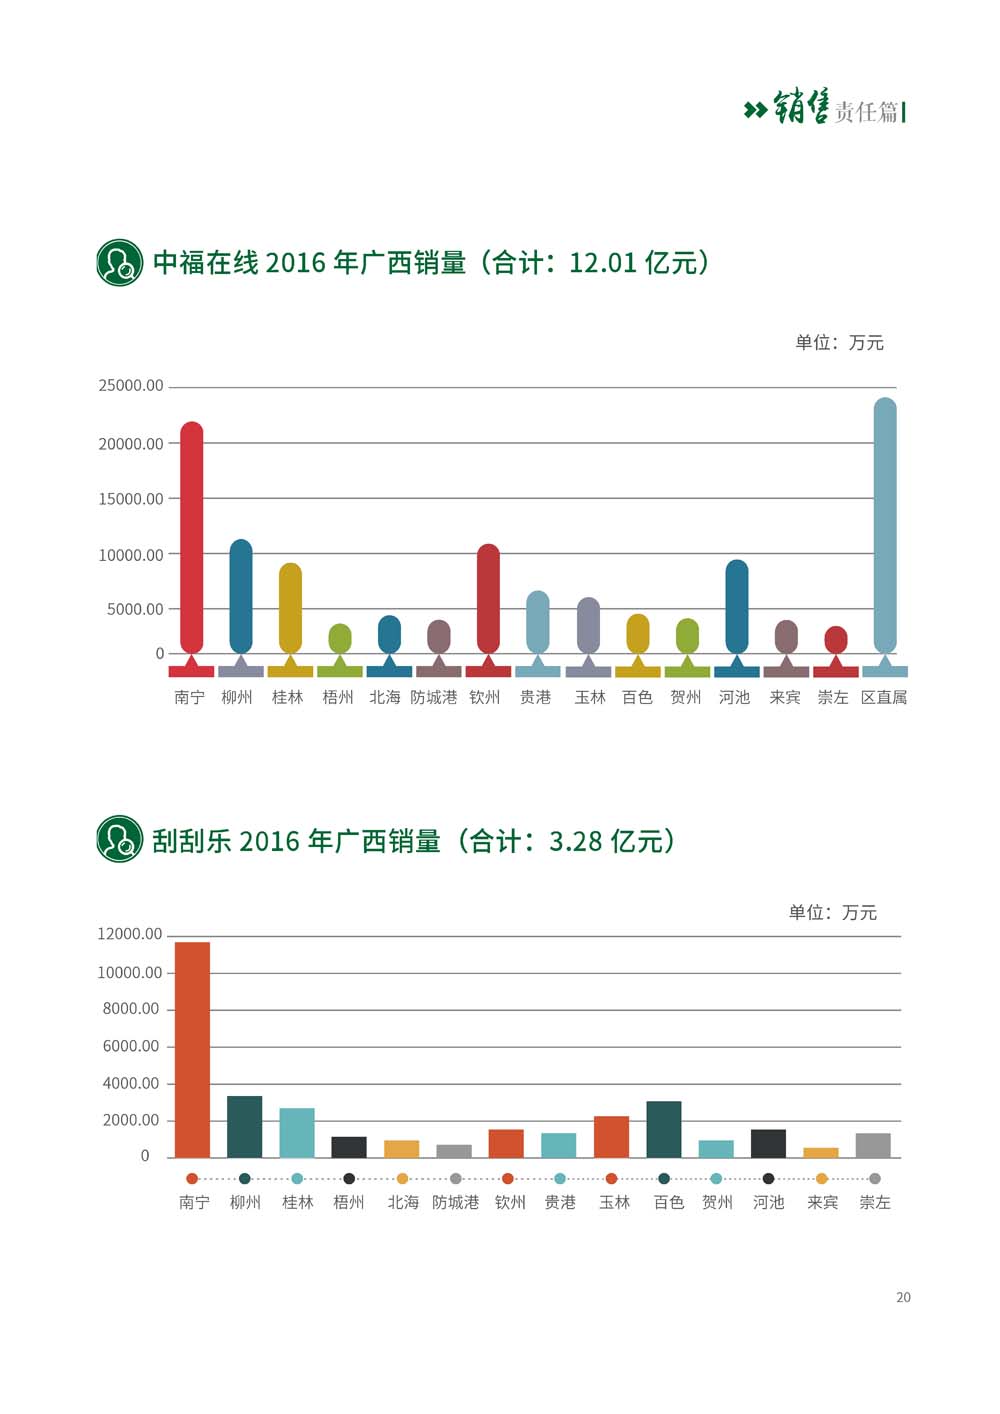 销售责任篇
中福在线 2016 年广西销量（合计：12.01 亿元）
单位：万元
25000.00
20000.00
15000.00
10000.00
5000.00
0
南宁 柳州 桂林 梧州 北海 防城港 钦州 贵港 玉林 百色 贺州 河池 来宾 崇左 区直属
刮刮乐 2016 年广西销量（合计：3.28 亿元）
单位：万元
12000.00
10000.00
8000.00
6000.00
4000.00
2000.00
0
南宁 柳州 桂林 梧州 北海 防城港 钦州 贵港 玉林 百色 贺州 河池 来宾 崇左
20